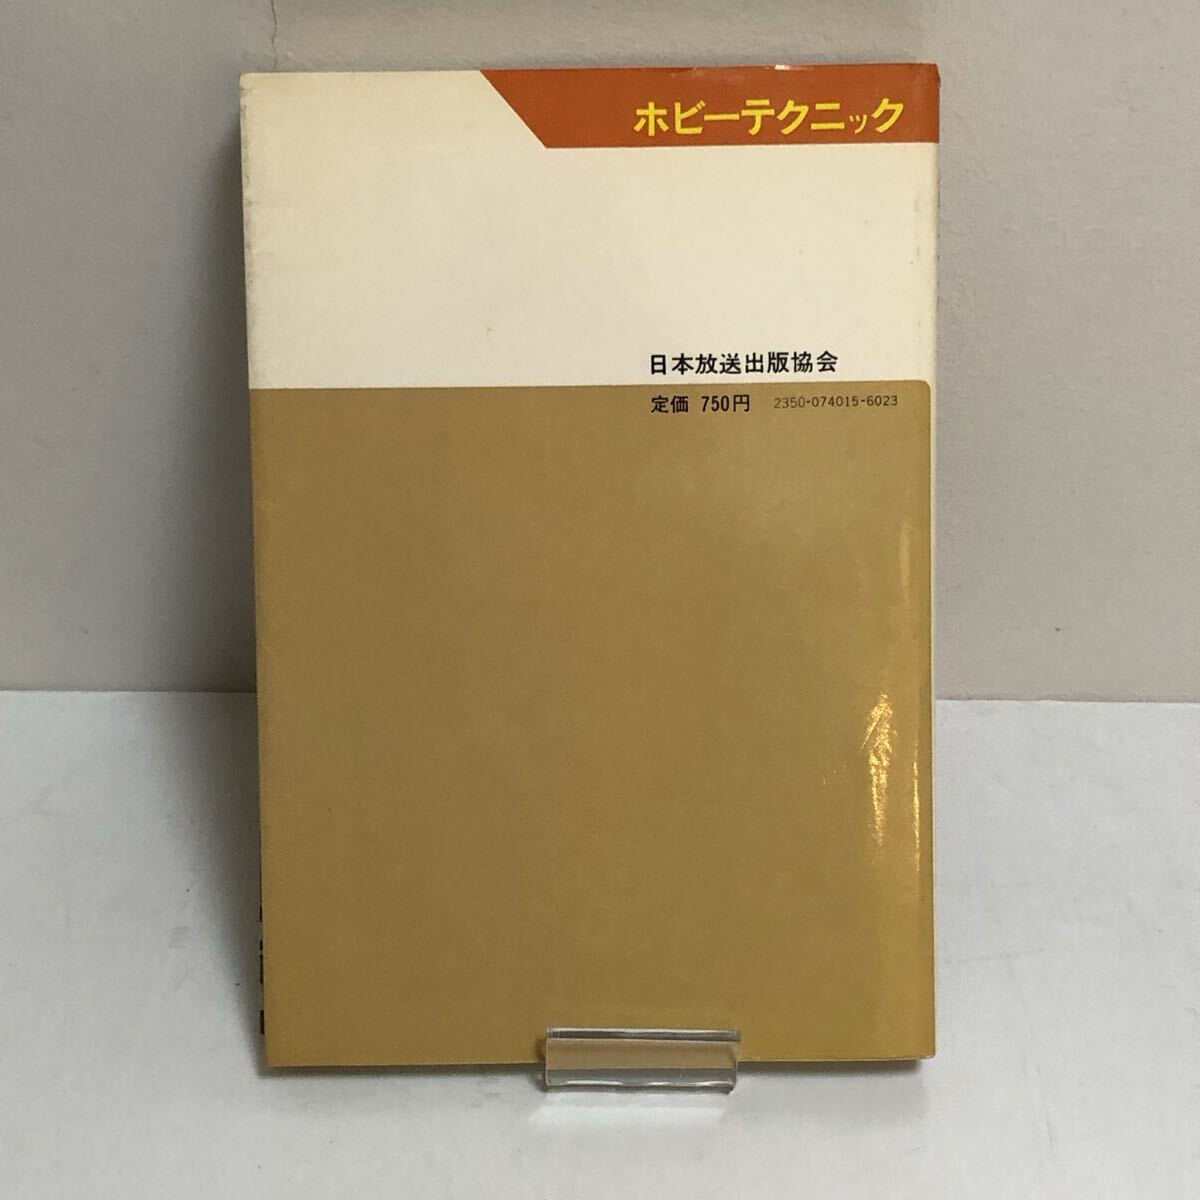 ホビーテクニック
日本放送出版協会
定価 750円 2350-074015-6023